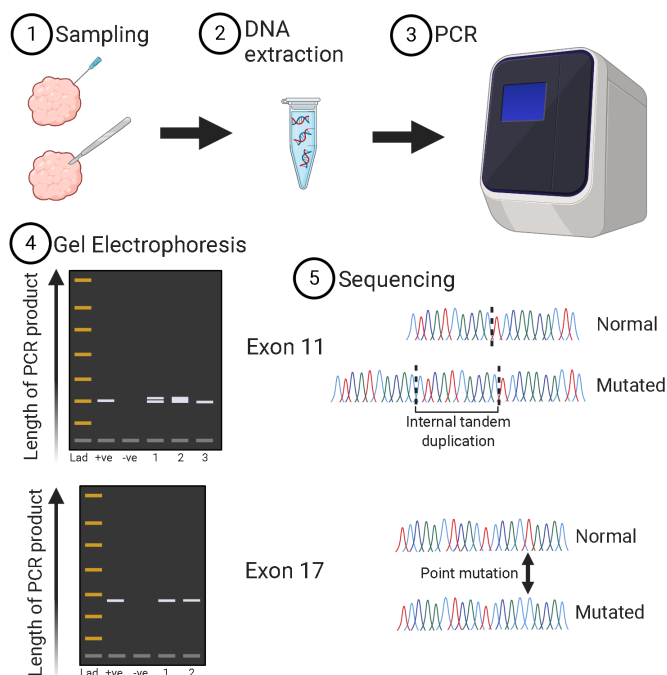 1 Sampling
2 DNA
extraction
3 PCR
4 Gel Electrophoresis
Length of PCR product
Lad +ve -ve 1 2 3
Exon 11
5 Sequencing
Normal
Mutated
Internal tandem
duplication
Length of PCR product
Lad +ve -ve 1 2
Exon 17
Normal
Point mutation
Mutated